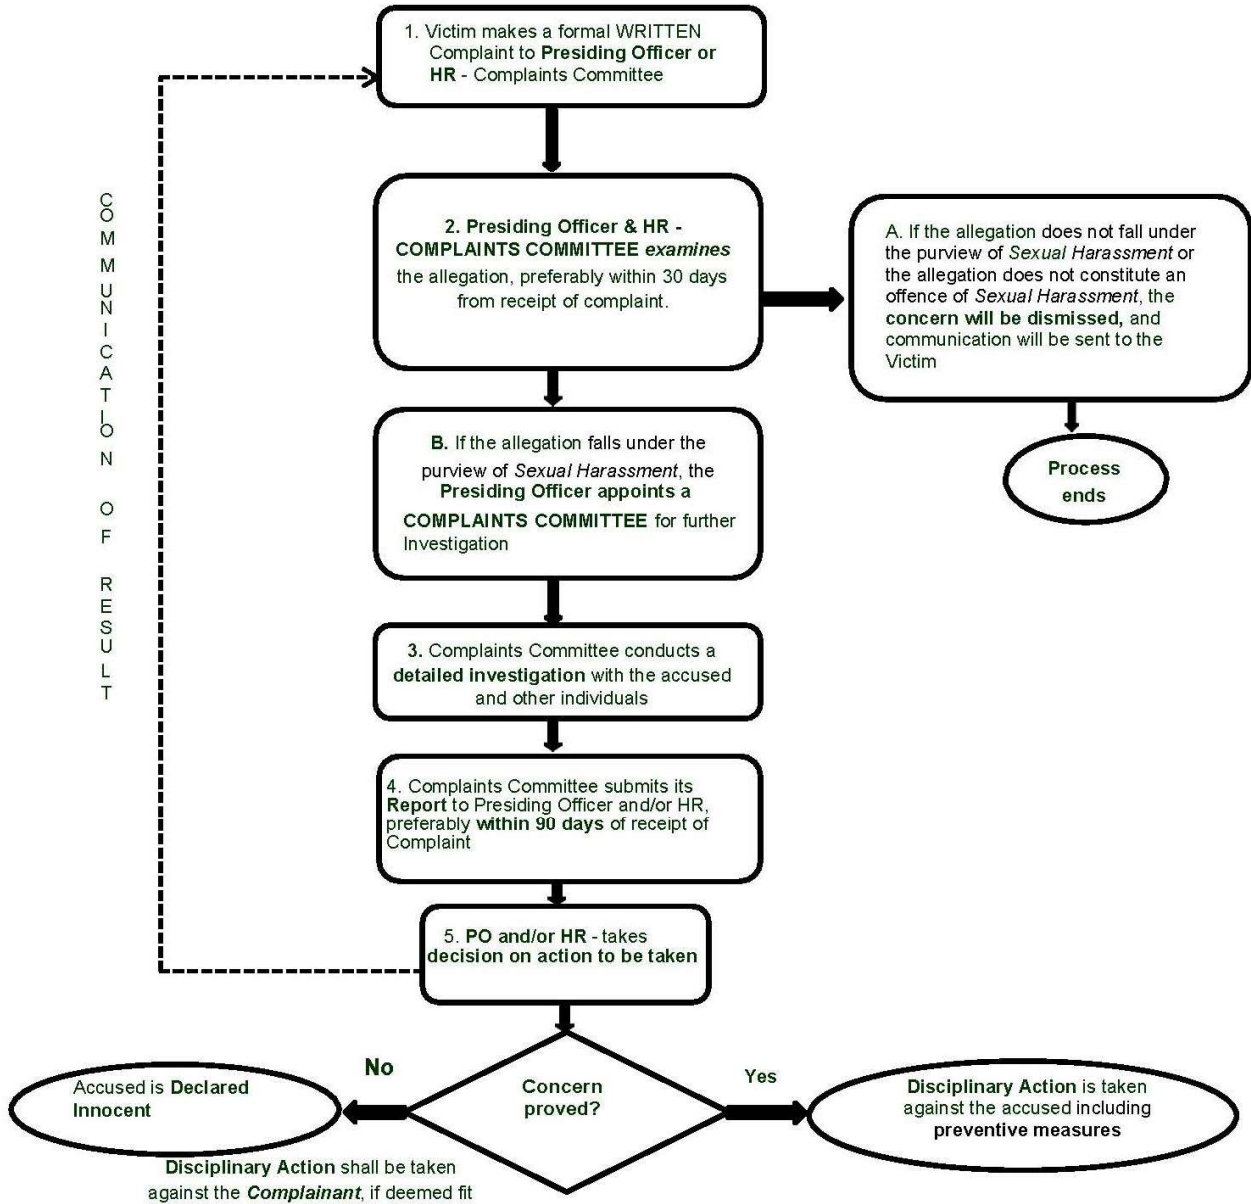 1. Victim makes a formal WRITTEN
Complaint to Presiding Officer or
HR - Complaints Committee
2. Presiding Officer & HR -
COMPLAINTS COMMITTEE examines
the allegation, preferably within 30 days
from receipt of complaint.
A. If the allegation does not fall under
the purview of Sexual Harassment or
the allegation does not constitute an
offence of Sexual Harassment, the
concern will be dismissed, and
communication will be sent to the
Victim
Process
ends
B. If the allegation falls under the
purview of Sexual Harassment, the
Presiding Officer appoints a
COMPLAINTS COMMITTEE for further
Investigation
COMMUNICATION OF RESULT
3. Complaints Committee conducts a
detailed investigation with the accused
and other individuals
4. Complaints Committee submits its
Report to Presiding Officer and/or HR,
preferably within 90 days of receipt of
Complaint
5. PO and/or HR - takes
decision on action to be taken
Concern
proved?
No
Accused is Declared
Innocent
Disciplinary Action shall be taken
against the Complainant, if deemed fit
Yes
Disciplinary Action is taken
against the accused including
preventive measures